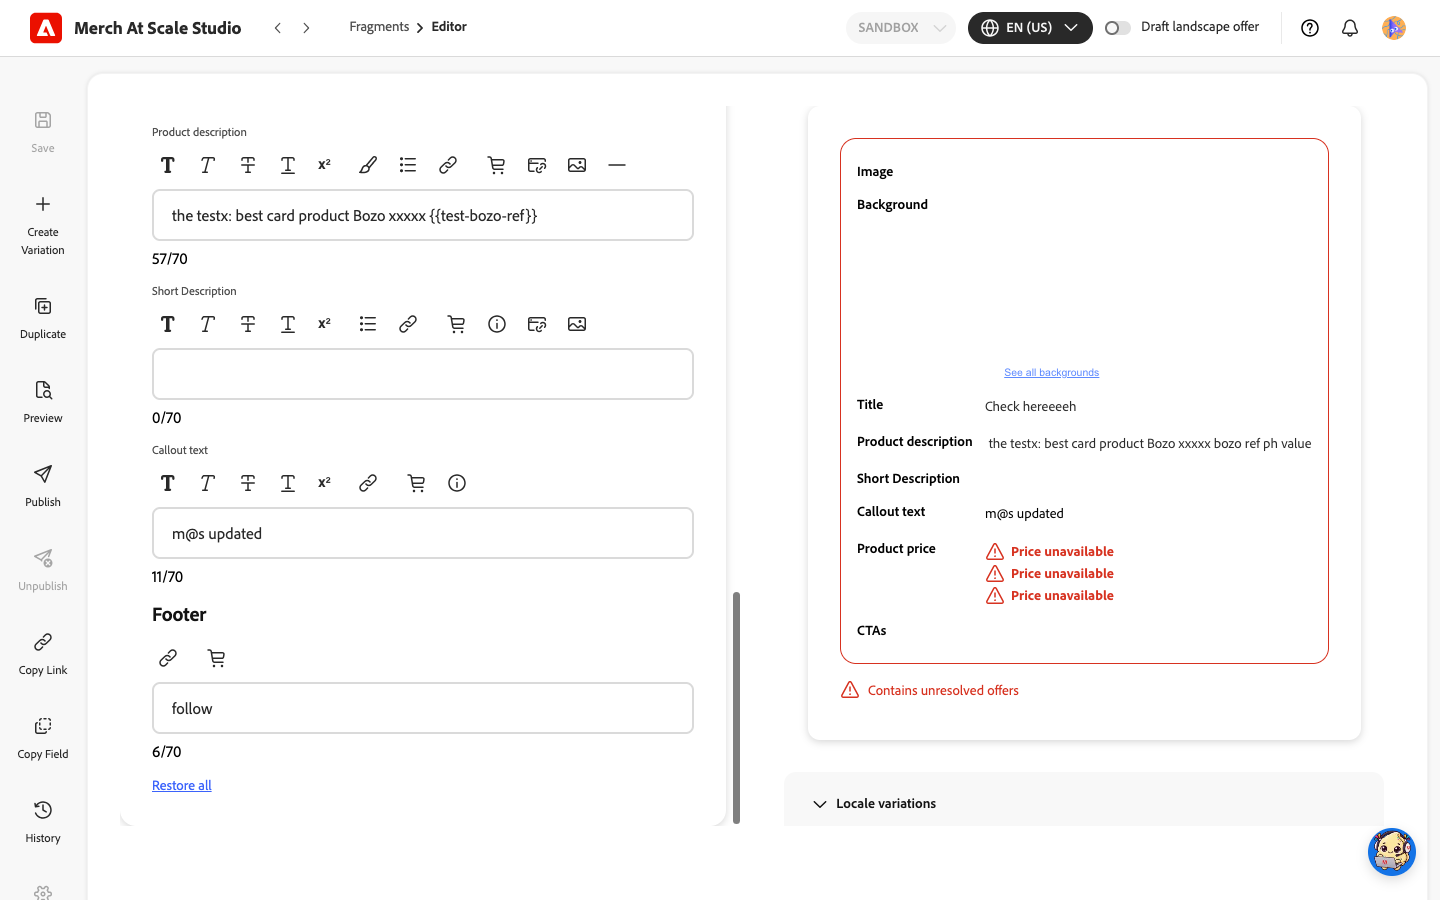 Merch At Scale Studio
Fragments
Editor
SANDBOX
EN (US)
Draft landscape offer
Save
Create
Variation
Duplicate
Preview
Publish
Unpublish
Copy Link
Copy Field
History
Product description
the testx: best card product Bozo xxxxx {{test-bozo-ref}}
57/70
Short Description
0/70
Callout text
m@s updated
11/70
Footer
follow
6/70
Restore all
Image
Background
See all backgrounds
Title
Check hereeeeh
Product description
the testx: best card product Bozo xxxxx bozo ref ph value
Short Description
Callout text
m@s updated
Product price
Price unavailable
Price unavailable
Price unavailable
CTAs
Contains unresolved offers
Locale variations